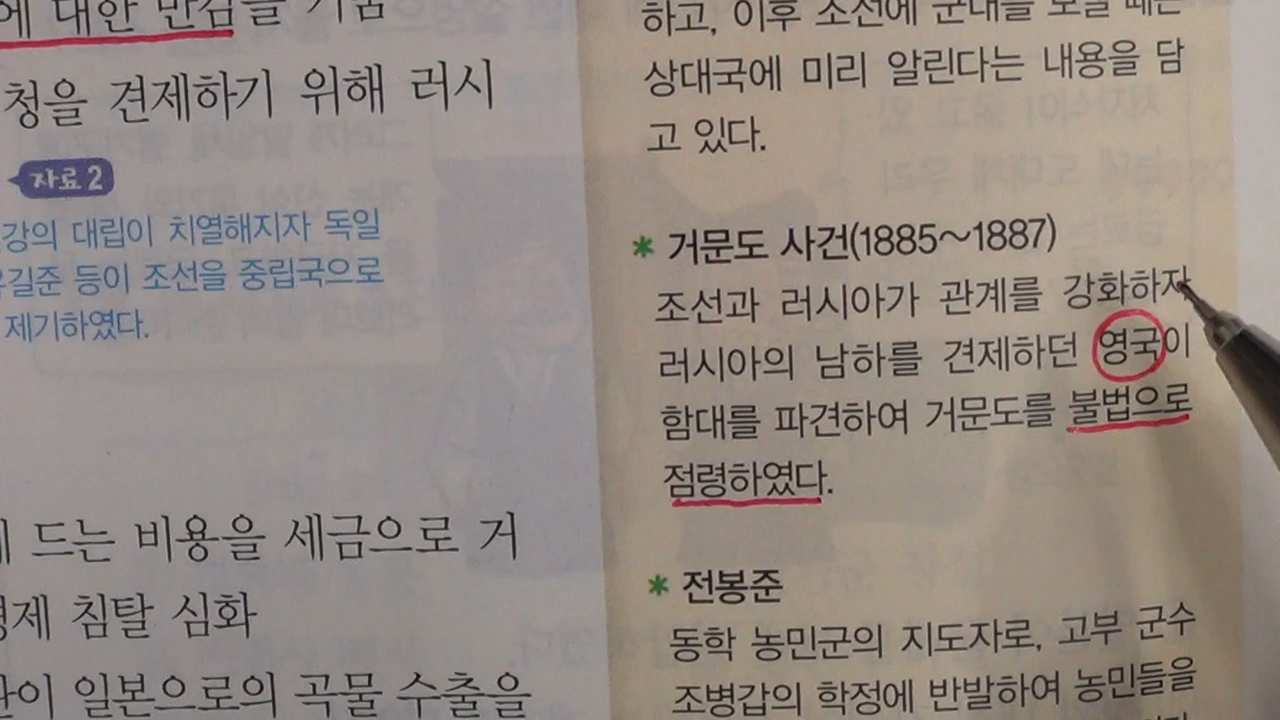 에 대한 반감을 키움
청을 견제하기 위해 러시
자료 2
강의 대립이 치열해지자 독일
유길준 등이 조선을 중립국으로
제기하였다.
드는 비용을 세금으로 거
경제 침탈 심화
일본으로의 곡물 수출을
하고, 이후 조선에 군대를 보낼 때는
상대국에 미리 알린다는 내용을 담
고 있다.
* 거문도 사건(1885~1887)
조선과 러시아가 관계를 강화하자
러시아의 남하를 견제하던 영국이
함대를 파견하여 거문도를 불법으로
점령하였다.
* 전봉준
동학 농민군의 지도자로, 고부 군수
조병갑의 학정에 반발하여 농민들을